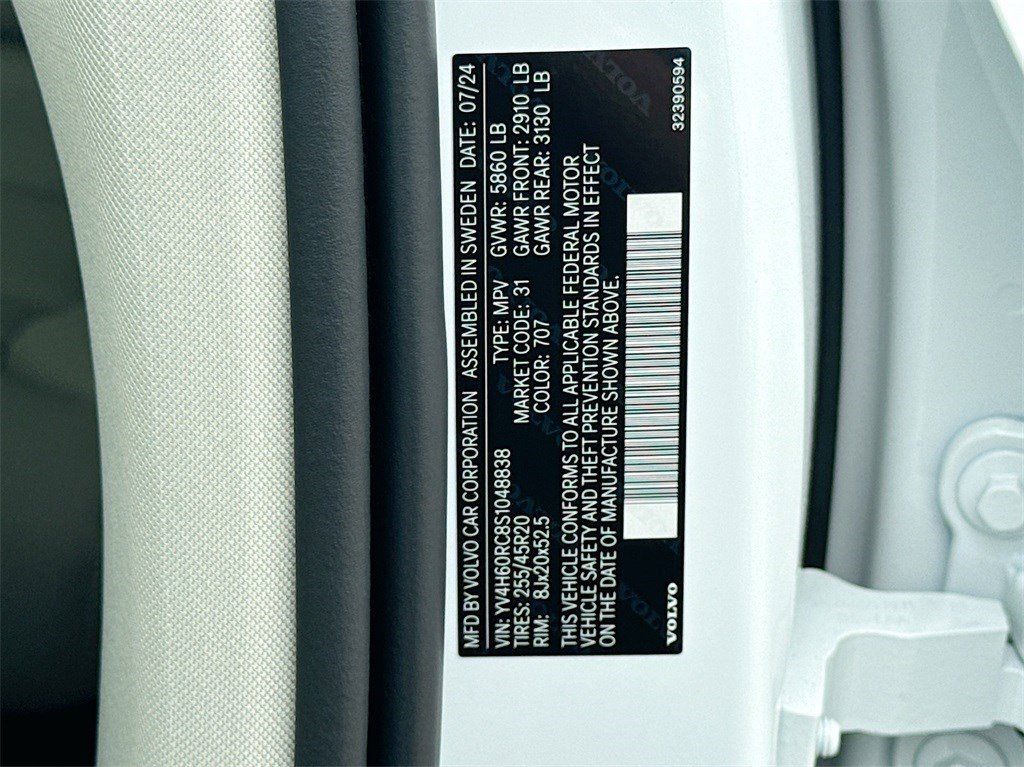 MFD BY VOLVO CAR CORPORATION ASSEMBLED IN SWEDEN DATE: 07/24
VIN: YV4H60RC8S1048838 TYPE: MPV GVWR: 5860 LB
TIRES: 255/45R20 MARKET CODE: 31 GAWR FRONT: 2910 LB
RIM: 8Jx20x52.5 COLOR: 707 GAWR REAR: 3130 LB
THIS VEHICLE CONFORMS TO ALL APPLICABLE FEDERAL MOTOR
VEHICLE SAFETY AND THEFT PREVENTION STANDARDS IN EFFECT
ON THE DATE OF MANUFACTURE SHOWN ABOVE.
VOLVO 32390594